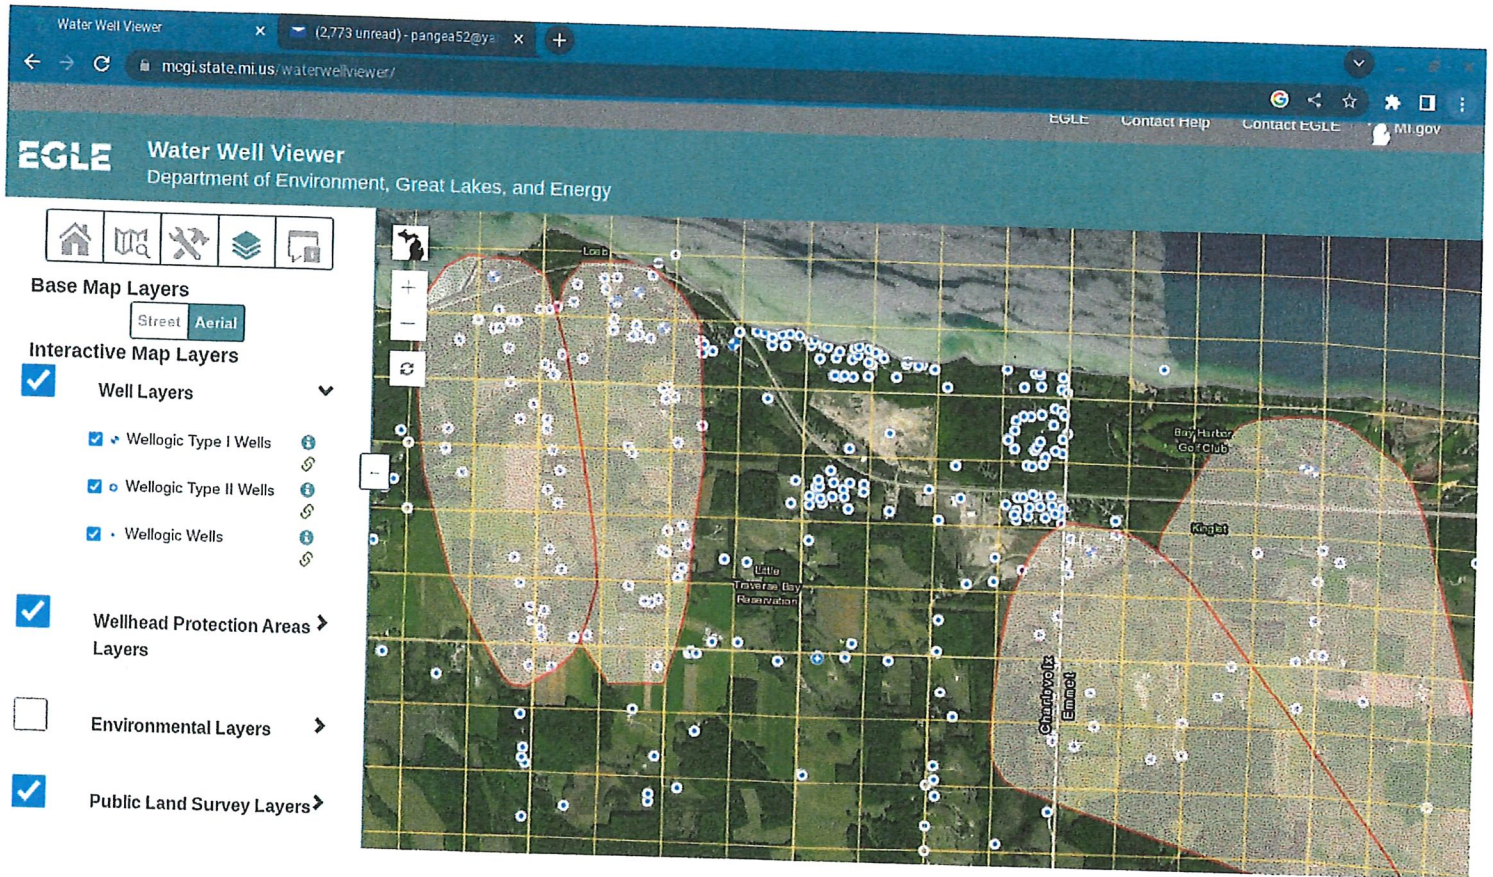 Water Well Viewer
(2,773 unread) - pangea52@ya
mcgi.state.mi.us/waterwellviewer/
EGLE
Contact Help
Contact EGLE
MI.gov
EGLE
Water Well Viewer
Department of Environment, Great Lakes, and Energy
Base Map Layers
Street
Aerial
Interactive Map Layers
Well Layers
Wellogic Type I Wells
Wellogic Type II Wells
Wellogic Wells
Wellhead Protection Areas
Layers
Environmental Layers
Public Land Survey Layers
Bay Harbor
Golf Club
Little
Traverse Bay
Reservation
Charlevoix
Emmet